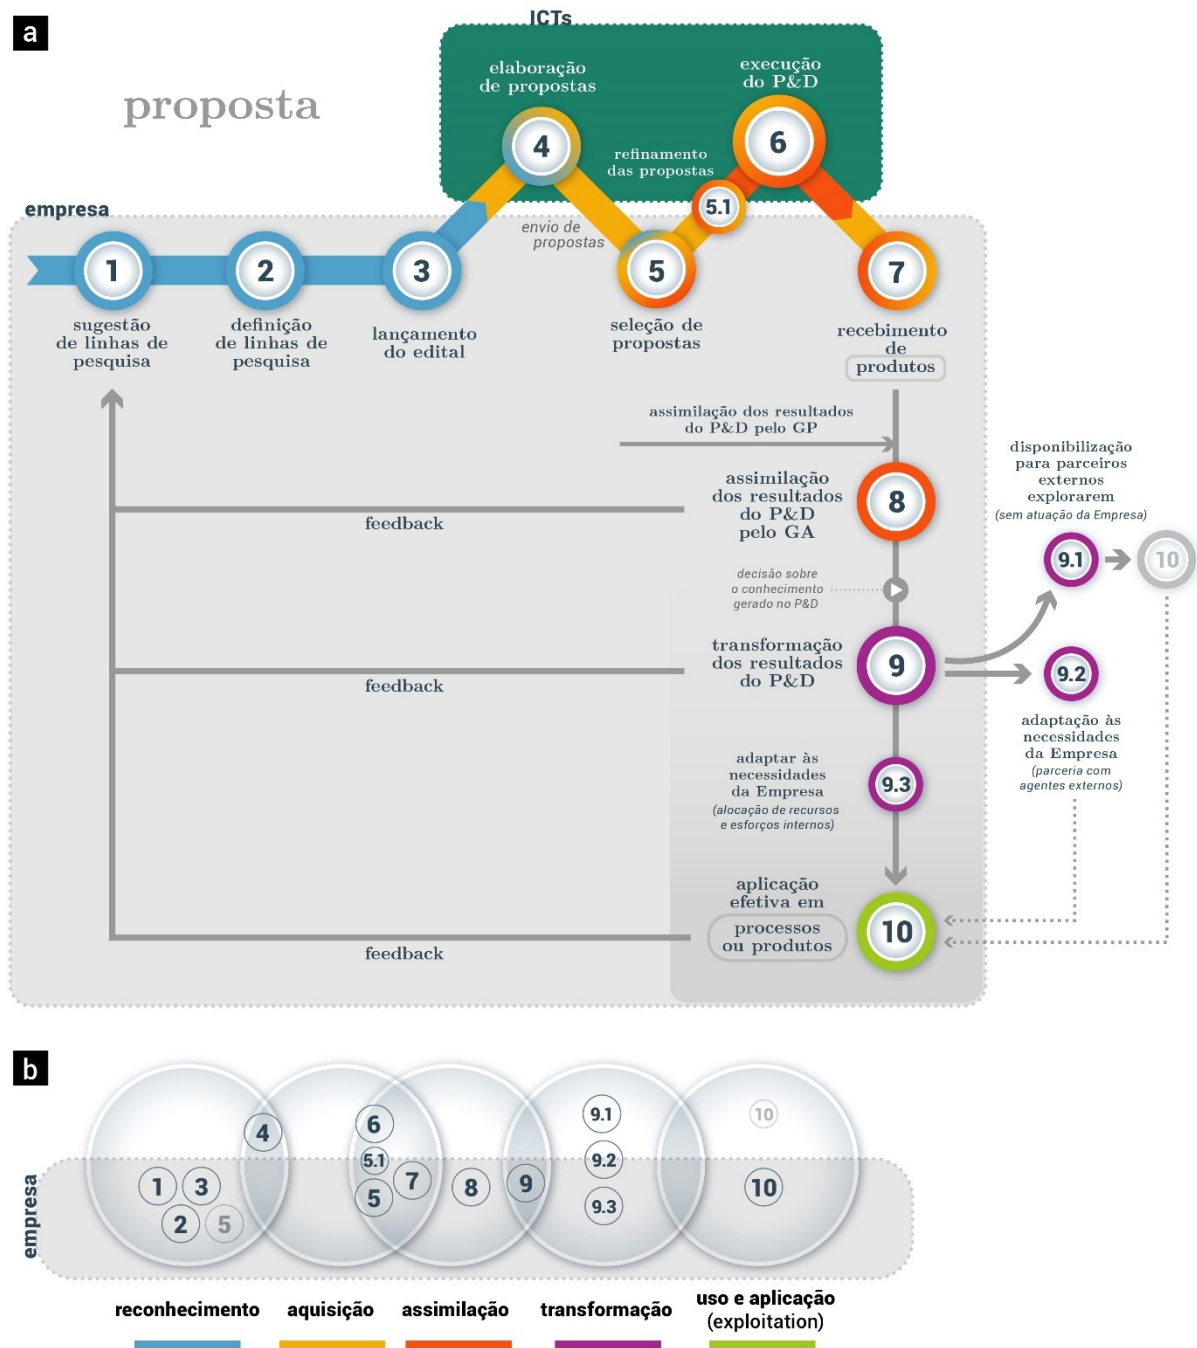 a
ICTs
proposta
elaboração
de propostas
execução
do P&D
4
6
refinamento
das propostas
5.1
empresa
envio de
propostas
1
2
3
5
7
sugestão
de linhas de
pesquisa
definição
de linhas de
pesquisa
lançamento
do edital
seleção de
propostas
recebimento
de
produtos
assimilação dos resultados
do P&D pelo GP
assimilação
dos resultados
do P&D
pelo GA
8
feedback
disponibilização
para parceiros
externos
explorarem
(sem atuação da Empresa)
9.1
10
decisão sobre
o conhecimento
gerado no P&D
transformação
dos resultados
do P&D
9
feedback
9.2
adaptação às
necessidades
da Empresa
(parceria com
agentes externos)
adaptar às
necessidades
da Empresa
(alocação de recursos
e esforços internos)
9.3
aplicação
efetiva em
processos
ou produtos
10
feedback
b
empresa
4
6
5.1
5
7
1
3
2
5
8
9
9.1
9.2
9.3
10
10
reconhecimento
aquisição
assimilação
transformação
uso e aplicação
(exploitation)